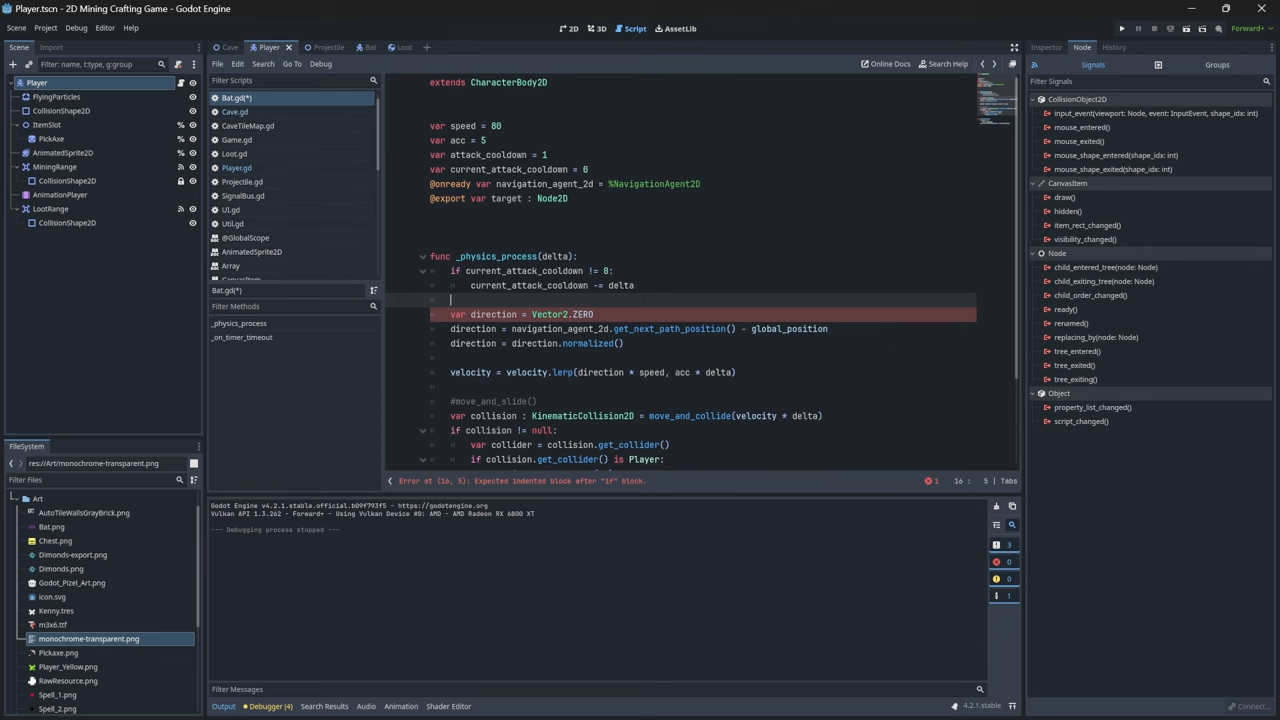 Player.tscn - 2D Mining Crafting Game - Godot Engine
Scene Project Debug Editor Help
2D 3D Script AssetLib
Forward+
Scene Import
Filter: name, t:type, g:group
Player
FlyingParticles
CollisionShape2D
ItemSlot
PickAxe
AnimatedSprite2D
MiningRange
CollisionShape2D
AnimationPlayer
LootRange
CollisionShape2D
FileSystem
res://Art/monochrome-transparent.png
Filter Files
Art
AutoTileWallsGrayBrick.png
Bat.png
Chest.png
Dimonds-export.png
Dimonds.png
Godot_Pizel_Art.png
icon.svg
Kenny.tres
m3x6.ttf
monochrome-transparent.png
Pickaxe.png
Player_Yellow.png
RawResource.png
Spell_1.png
Spell_2.png
Cave Player Projectile Bat Loot
File Edit Search Go To Debug
Online Docs Search Help
Filter Scripts
Bat.gd(*)
Cave.gd
CaveTileMap.gd
Game.gd
Loot.gd
Player.gd
Projectile.gd
SignalBus.gd
UI.gd
Util.gd
@GlobalScope
AnimatedSprite2D
Array
CanvasItem
Bat.gd(*)
Filter Methods
_physics_process
_on_timer_timeout
extends CharacterBody2D
var speed = 80
var acc = 5
var attack_cooldown = 1
var current_attack_cooldown = 0
@onready var navigation_agent_2d = %NavigationAgent2D
@export var target : Node2D
func _physics_process(delta):
if current_attack_cooldown != 0:
current_attack_cooldown -= delta
var direction = Vector2.ZERO
direction = navigation_agent_2d.get_next_path_position() - global_position
direction = direction.normalized()
velocity = velocity.lerp(direction * speed, acc * delta)
#move_and_slide()
var collision : KinematicCollision2D = move_and_collide(velocity * delta)
if collision != null:
var collider = collision.get_collider()
if collision.get_collider() is Player:
Error at (16, 5): Expected indented block after "if" block.
1 16 : 5 | Tabs
Godot Engine v4.2.1.stable.official.b09f793f5 - https://godotengine.org
Vulkan API 1.3.262 - Forward+ - Using Vulkan Device #0: AMD - AMD Radeon RX 6800 XT
--- Debugging process stopped ---
3
0
0
1
Filter Messages
Output Debugger (4) Search Results Audio Animation Shader Editor
4.2.1.stable
Inspector Node History
Signals Groups
Filter Signals
CollisionObject2D
input_event(viewport: Node, event: InputEvent, shape_idx: int)
mouse_entered()
mouse_exited()
mouse_shape_entered(shape_idx: int)
mouse_shape_exited(shape_idx: int)
CanvasItem
draw()
hidden()
item_rect_changed()
visibility_changed()
Node
child_entered_tree(node: Node)
child_exiting_tree(node: Node)
child_order_changed()
ready()
renamed()
replacing_by(node: Node)
tree_entered()
tree_exited()
tree_exiting()
Object
property_list_changed()
script_changed()
Connect...